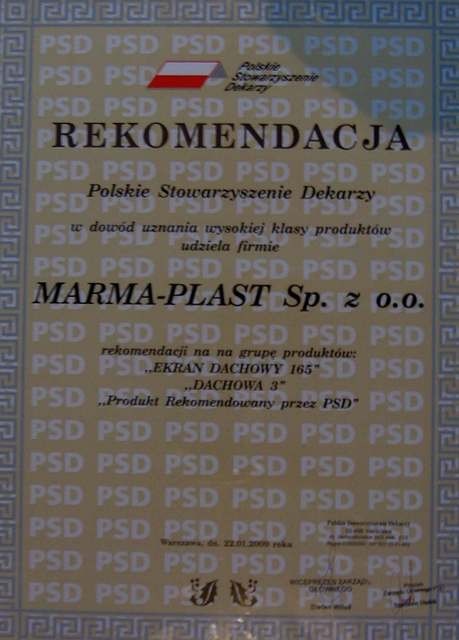 Polskie
Stowarzyszenie
Dekarzy
REKOMENDACJA
Polskie Stowarzyszenie Dekarzy
w dowód uznania wysokiej klasy produktów
udziela firmie
MARMA-PLAST Sp. z o.o.
rekomendacji na na grupę produktów:
,,EKRAN DACHOWY 165"
,,DACHOWA 3"
,,Produkt Rekomendowany przez PSD"
Warszawa, dn. 22.01.2009 roku
WICEPREZES ZARZĄDU
GŁÓWNEGO